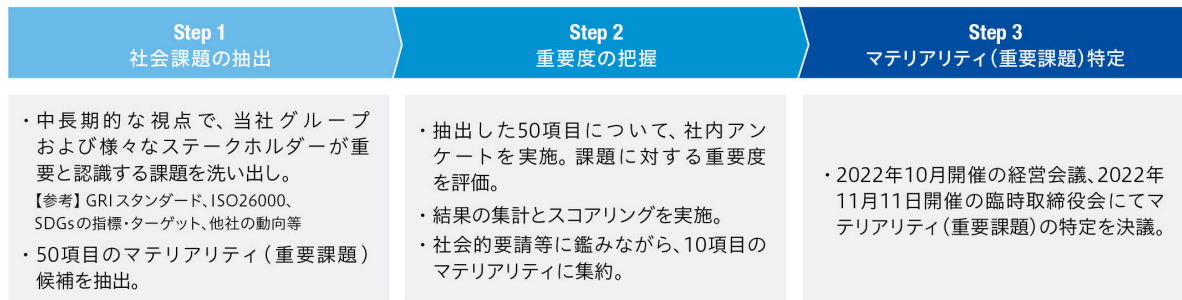 Step 1
社会課題の抽出
・中長期的な視点で、当社グループ
および様々なステークホルダーが重
要と認識する課題を洗い出し。
【参考】GRIスタンダード、ISO26000、
SDGsの指標・ターゲット、他社の動向等
・50項目のマテリアリティ（重要課題）
候補を抽出。
Step 2
重要度の把握
・抽出した50項目について、社内アン
ケートを実施。課題に対する重要度
を評価。
・結果の集計とスコアリングを実施。
・社会的要請等に鑑みながら、10項目の
マテリアリティに集約。
Step 3
マテリアリティ（重要課題）特定
・2022年10月開催の経営会議、2022年
11月11日開催の臨時取締役会にてマ
テリアリティ（重要課題）の特定を決議。